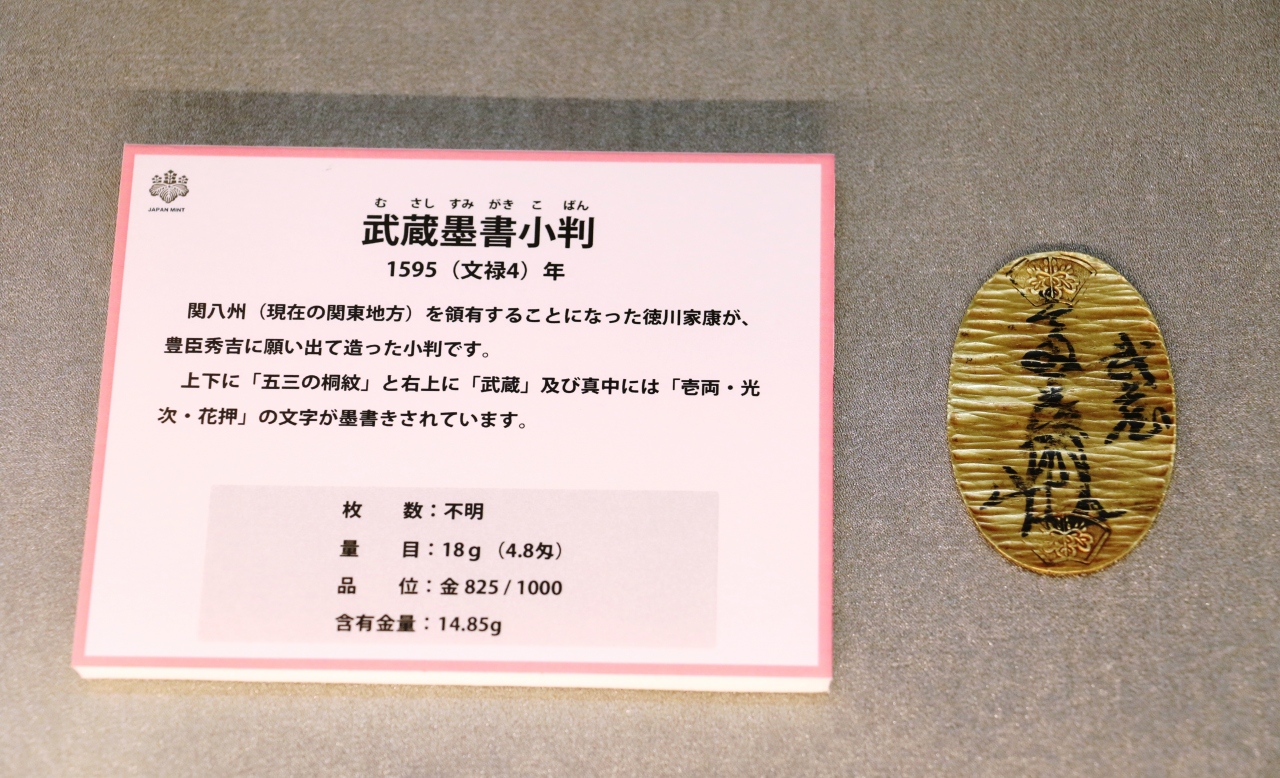 JAPAN MINT
む さし すみ がき こ ばん
武蔵墨書小判
1595（文禄4）年
関八州（現在の関東地方）を領有することになった徳川家康が、
豊臣秀吉に願い出て造った小判です。
上下に「五三の桐紋」と右上に「武蔵」及び真中には「壱両・光
次・花押」の文字が墨書きされています。
枚 数：不明
量 目：18g（4.8匁）
品 位：金 825 / 1000
含有金量：14.85g
武蔵
壱両光次